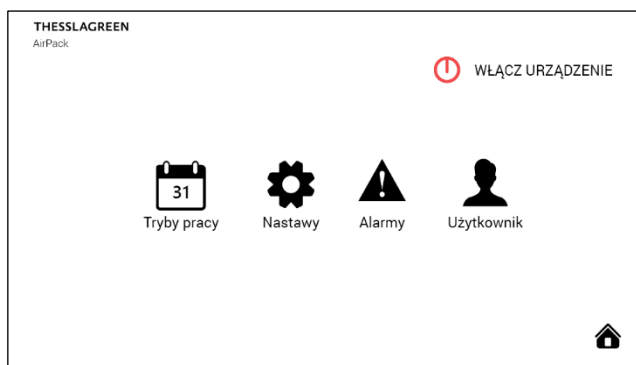 THESSLAGREEN
AirPack
WŁĄCZ URZĄDZENIE
31
Tryby pracy
Nastawy
Alarmy
Użytkownik